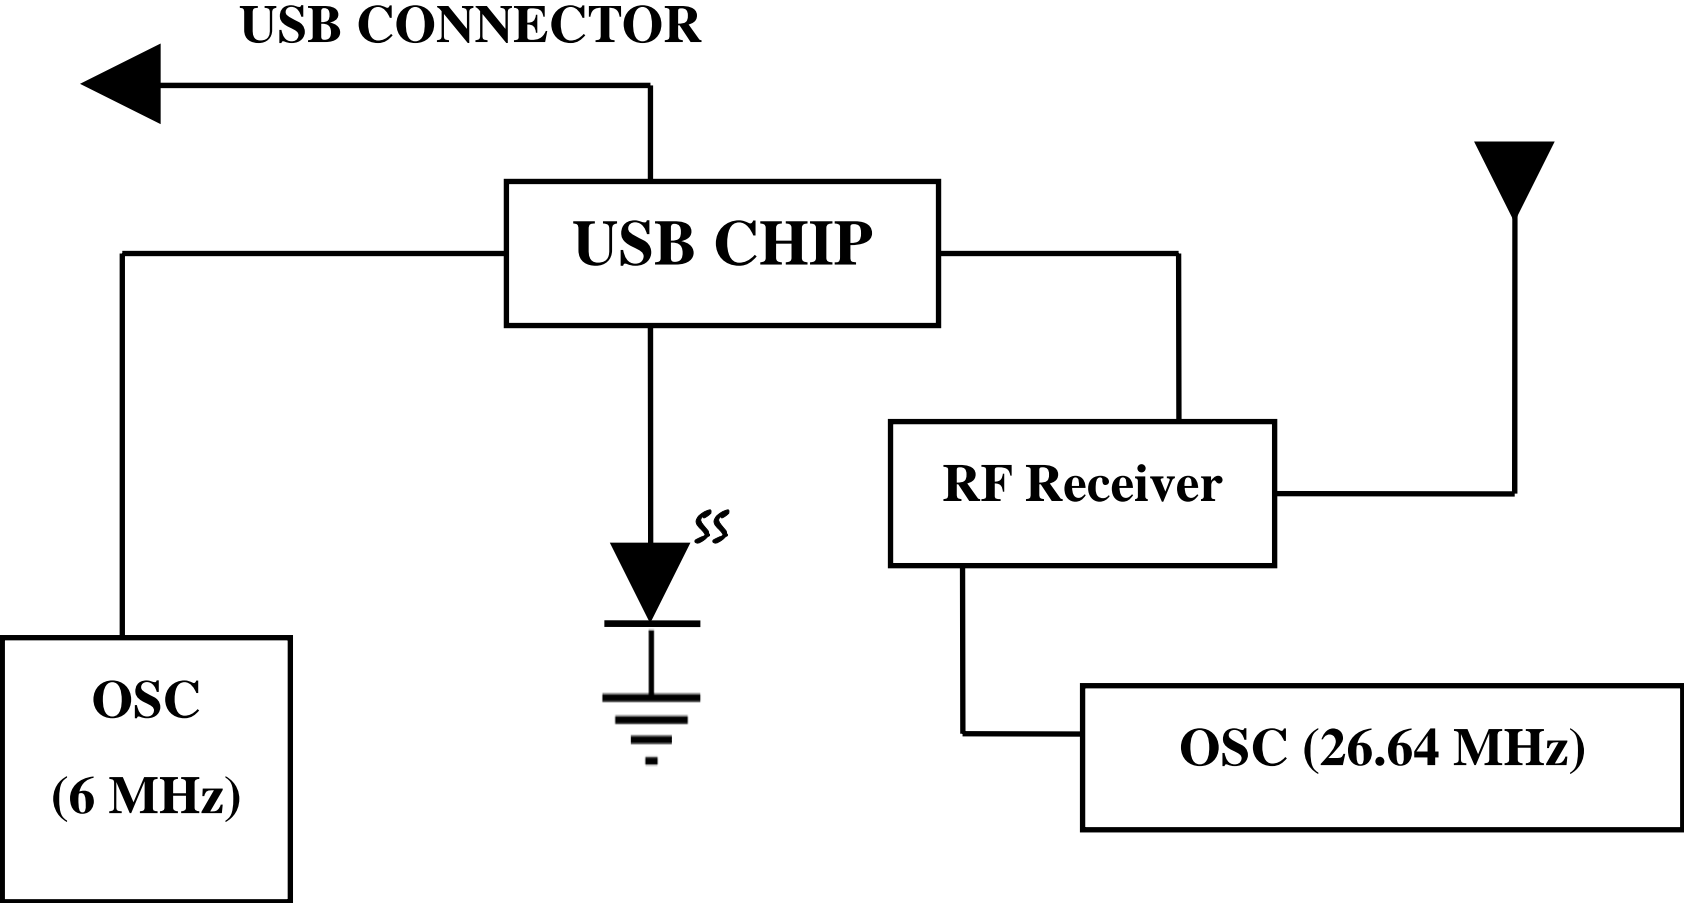 USB CONNECTOR
USB CHIP
RF Receiver
OSC
(6 MHz)
OSC (26.64 MHz)